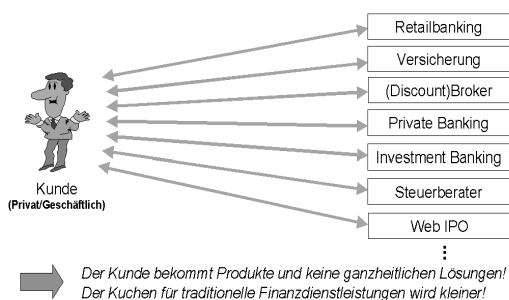 Retailbanking
Versicherung
(Discount)Broker
Private Banking
Investment Banking
Steuerberater
Web IPO
Kunde
(Privat/Geschäftlich)
Der Kunde bekommt Produkte und keine ganzheitlichen Lösungen!
Der Kuchen für traditionelle Finanzdienstleistungen wird kleiner!